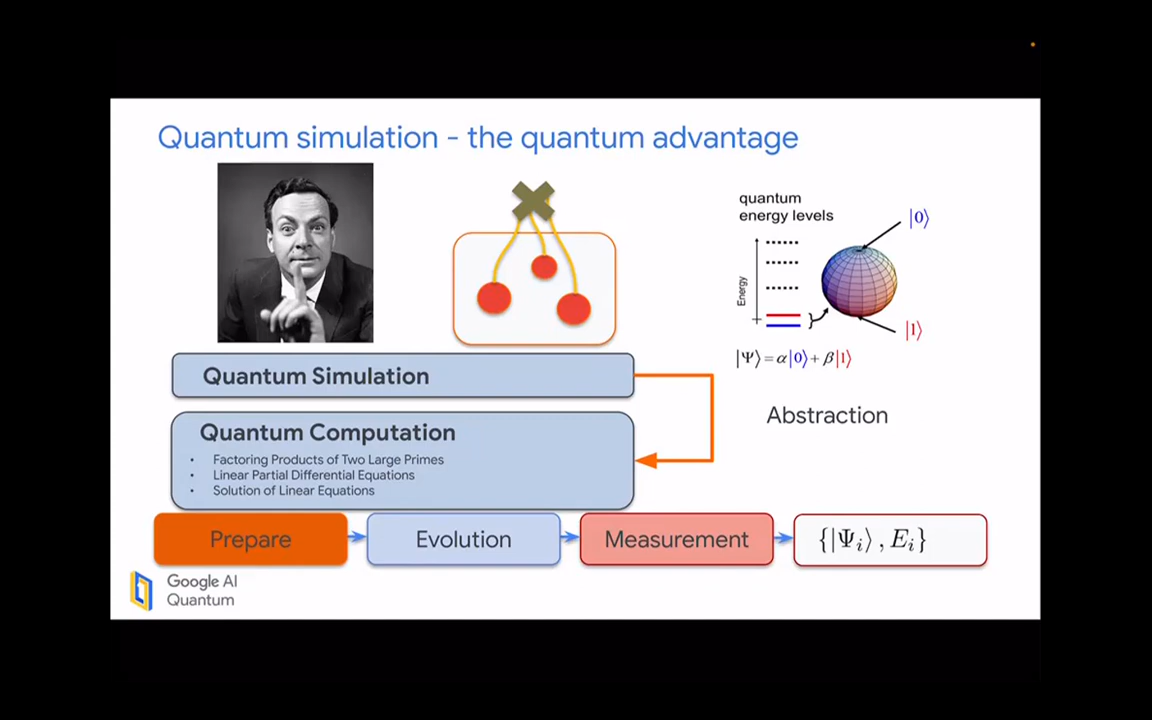 Quantum simulation - the quantum advantage
quantum
energy levels
Energy
|0⟩
|1⟩
|Ψ⟩=α|0⟩+β|1⟩
Abstraction
Quantum Simulation
Quantum Computation
• Factoring Products of Two Large Primes
• Linear Partial Differential Equations
• Solution of Linear Equations
Prepare
Evolution
Measurement
{|Ψᵢ⟩, Eᵢ}
Google AI
Quantum